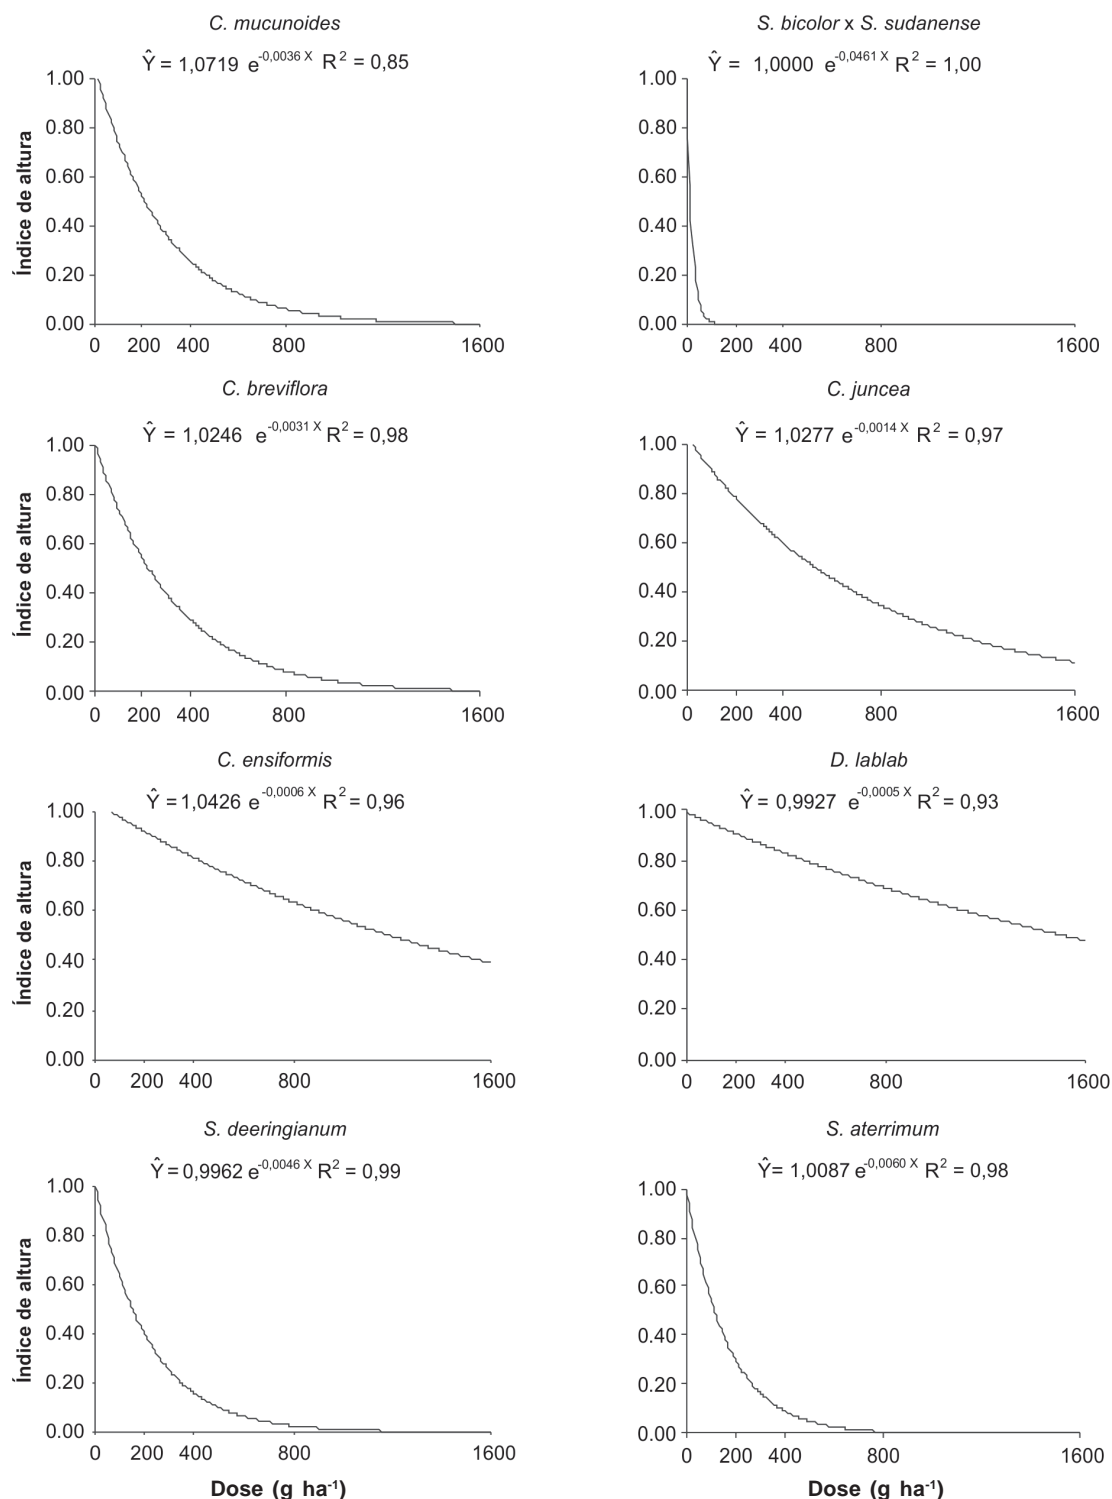 C. mucunoides
Ŷ = 1,0719 e-0,0036 X R2 = 0,85
Índice de altura
1.00
0.80
0.60
0.40
0.20
0.00
0 200 400 800 1600
S. bicolor x S. sudanense
Ŷ = 1,0000 e-0,0461 X R2 = 1,00
1.00
0.80
0.60
0.40
0.20
0.00
0 200 400 800 1600
C. breviflora
Ŷ = 1,0246 e-0,0031 X R2 = 0,98
Índice de altura
1.00
0.80
0.60
0.40
0.20
0.00
0 200 400 800 1600
C. juncea
Ŷ = 1,0277 e-0,0014 X R2 = 0,97
1.00
0.80
0.60
0.40
0.20
0.00
0 200 400 800 1600
C. ensiformis
Ŷ = 1,0426 e-0,0006 X R2 = 0,96
Índice de altura
1.00
0.80
0.60
0.40
0.20
0.00
0 200 400 800 1600
D. lablab
Ŷ = 0,9927 e-0,0005 X R2 = 0,93
1.00
0.80
0.60
0.40
0.20
0.00
0 200 400 800 1600
S. deeringianum
Ŷ = 0,9962 e-0,0046 X R2 = 0,99
Índice de altura
1.00
0.80
0.60
0.40
0.20
0.00
0 200 400 800 1600
Dose (g ha-1)
S. aterrimum
Ŷ = 1,0087 e-0,0060 X R2 = 0,98
1.00
0.80
0.60
0.40
0.20
0.00
0 200 400 800 1600
Dose (g ha-1)